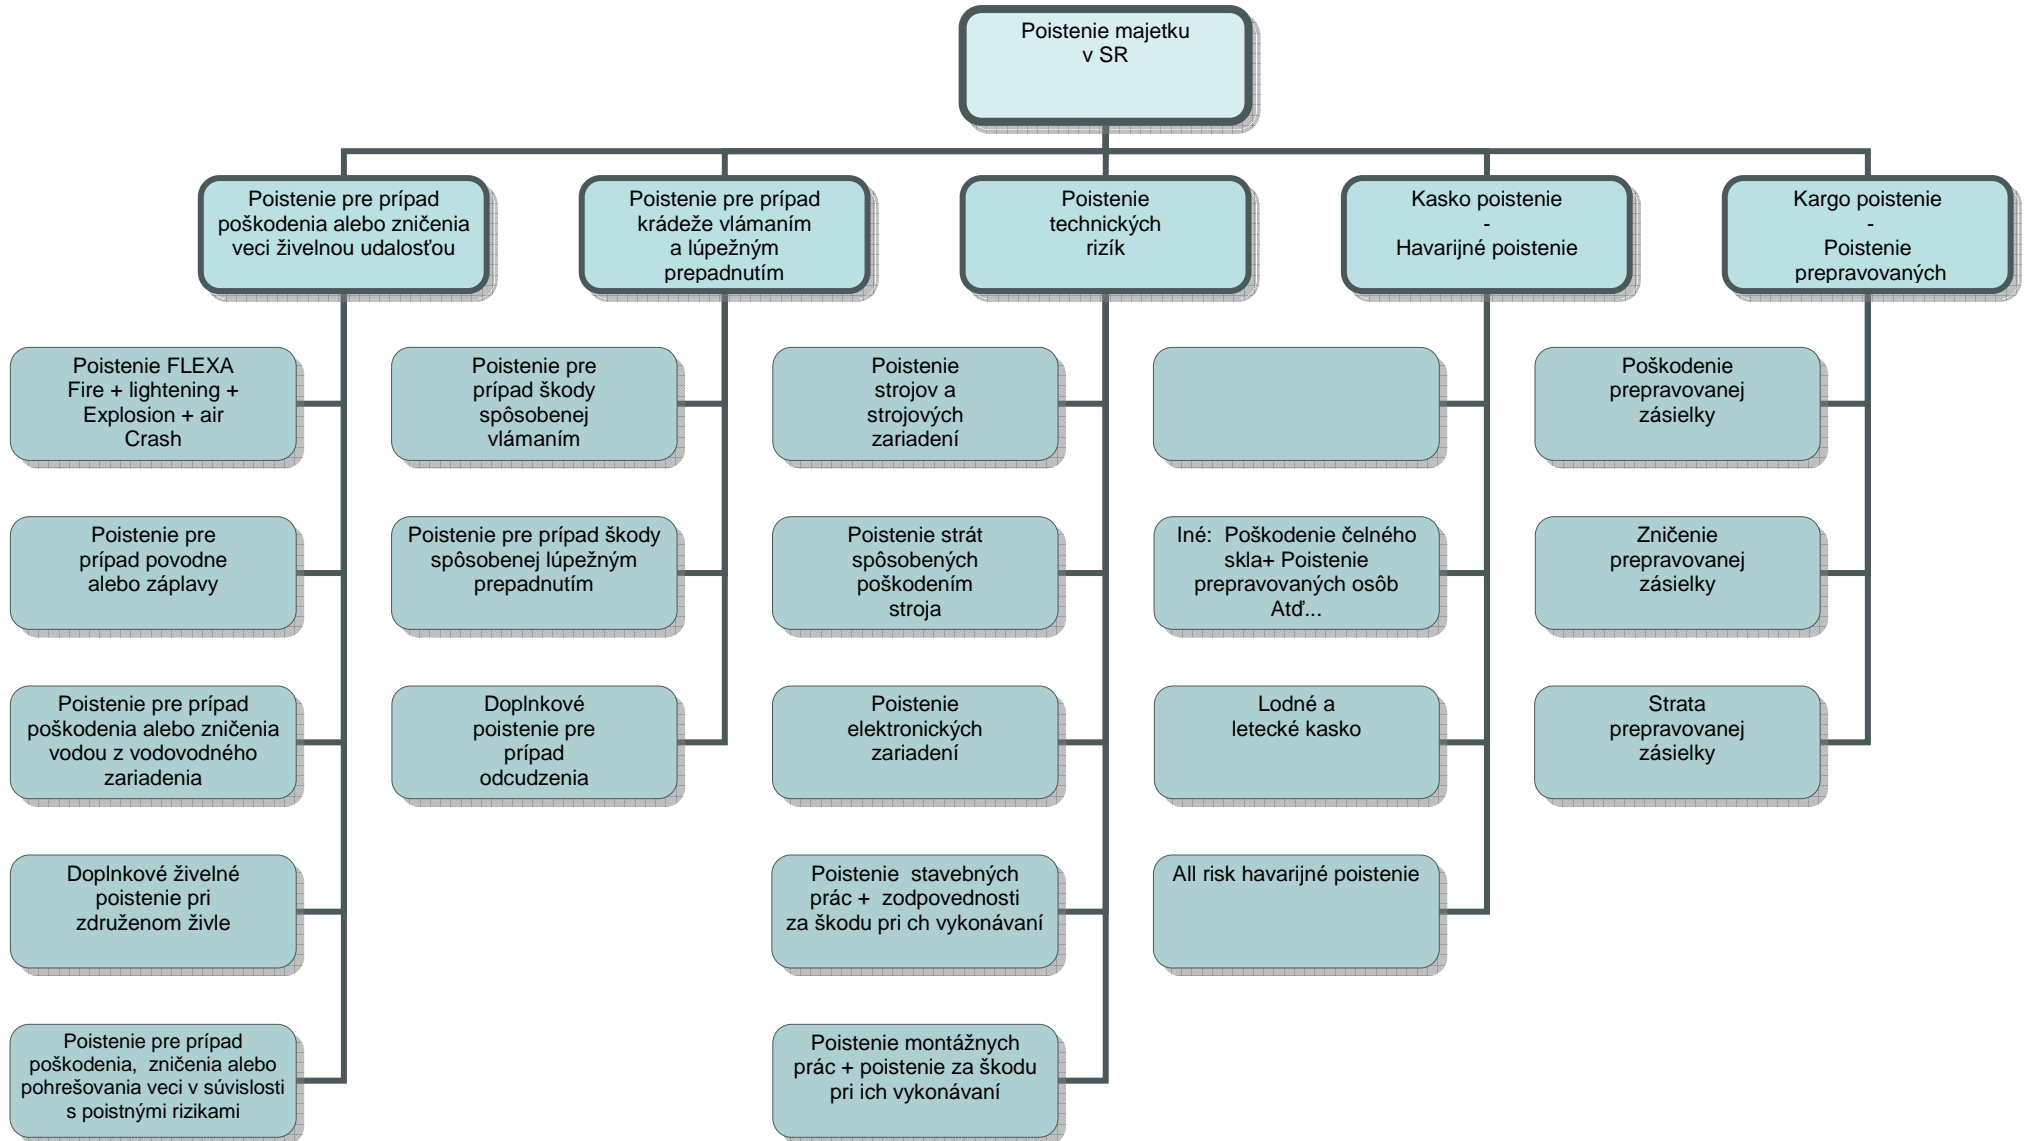 Poistenie majetku
v SR
Poistenie pre prípad
poškodenia alebo zničenia
veci živelnou udalosťou
Poistenie pre prípad
krádeže vlámaním
a lúpežným
prepadnutím
Poistenie
technických
rizík
Kasko poistenie
-
Havarijné poistenie
Kargo poistenie
-
Poistenie
prepravovaných
Poistenie FLEXA
Fire + lightening +
Explosion + air
Crash
Poistenie pre
prípad povodne
alebo záplavy
Poistenie pre prípad
poškodenia alebo zničenia
vodou z vodovodného
zariadenia
Doplnkové živelné
poistenie pri
združenom živle
Poistenie pre prípad
poškodenia, zničenia alebo
pohrešovania veci v súvislosti
s poistnými rizikami
Poistenie pre
prípad škody
spôsobenej
vlámaním
Poistenie pre prípad škody
spôsobenej lúpežným
prepadnutím
Doplnkové
poistenie pre
prípad
odcudzenia
Poistenie
strojov a
strojových
zariadení
Poistenie strát
spôsobených
poškodením
stroja
Poistenie
elektronických
zariadení
Poistenie stavebných
prác + zodpovednosti
za škodu pri ch vykonávaní
Poistenie montážnych
prác + poistenie za škodu
pri ich vykonávaní
Iné: Poškodenie čelného
skla+ Poistenie
prepravovaných osôb
Atď...
Lodné a
letecké kasko
All risk havarijné poistenie
Poškodenie
prepravovanej
zásielky
Zničenie
prepravovanej
zásielky
Strata
prepravovanej
zásielky